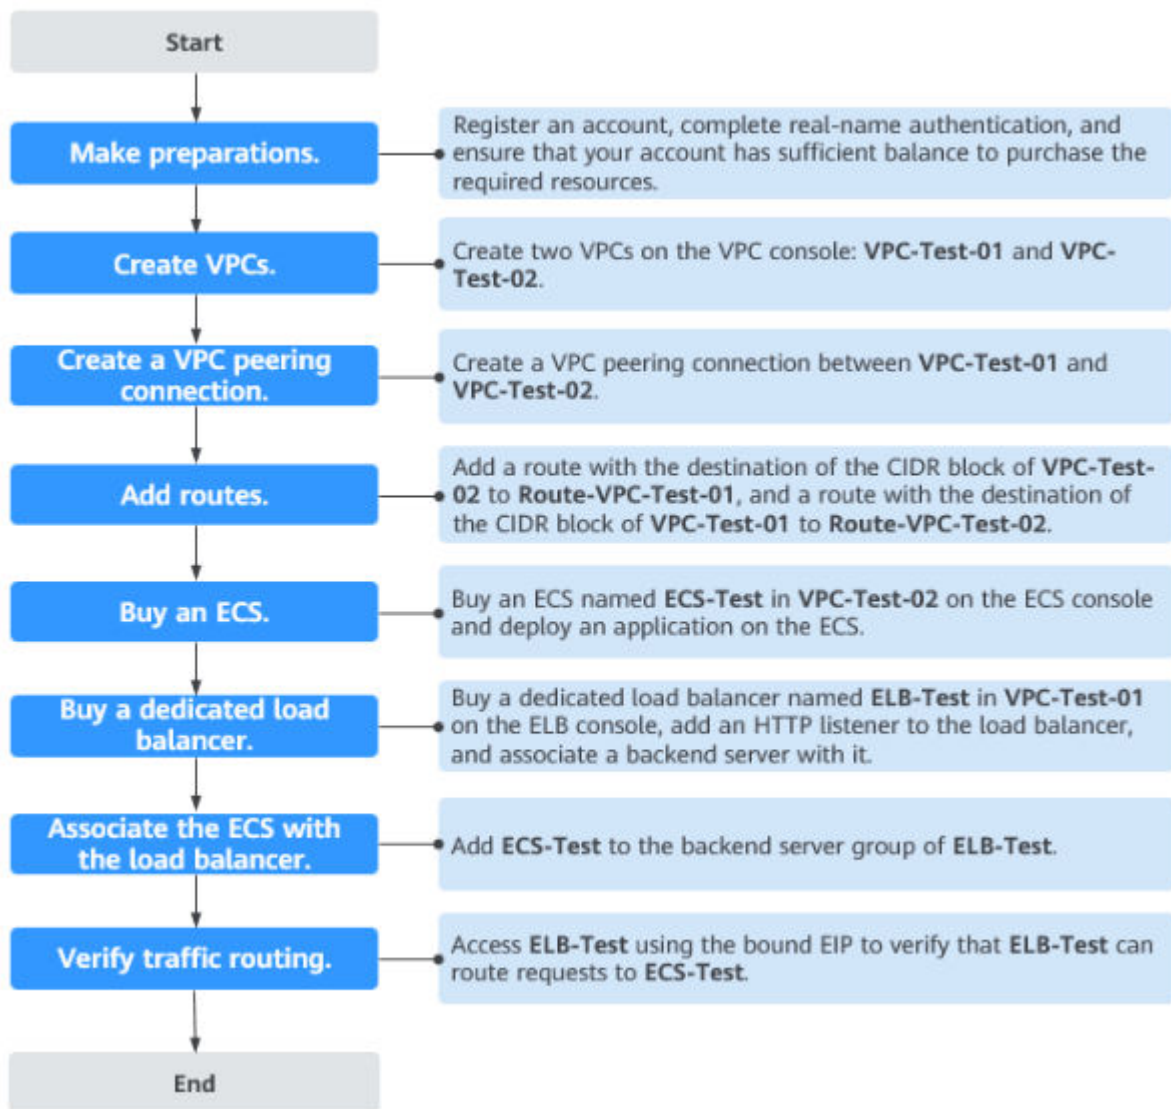 Start
Make preparations.
Register an account, complete real-name authentication, and
ensure that your account has sufficient balance to purchase the
required resources.
Create VPCs.
Create two VPCs on the VPC console: VPC-Test-01 and VPC-
Test-02.
Create a VPC peering
connection.
Create a VPC peering connection between VPC-Test-01 and
VPC-Test-02.
Add routes.
Add a route with the destination of the CIDR block of VPC-Test-
02 to Route-VPC-Test-01, and a route with the destination of
the CIDR block of VPC-Test-01 to Route-VPC-Test-02.
Buy an ECS.
Buy an ECS named ECS-Test in VPC-Test-02 on the ECS console
and deploy an application on the ECS.
Buy a dedicated load
balancer.
Buy a dedicated load balancer named ELB-Test in VPC-Test-01
on the ELB console, add an HTTP listener to the load balancer,
and associate a backend server with it.
Associate the ECS with
the load balancer.
Add ECS-Test to the backend server group of ELB-Test.
Verify traffic routing.
Access ELB-Test using the bound EIP to verify that ELB-Test can
route requests to ECS-Test.
End